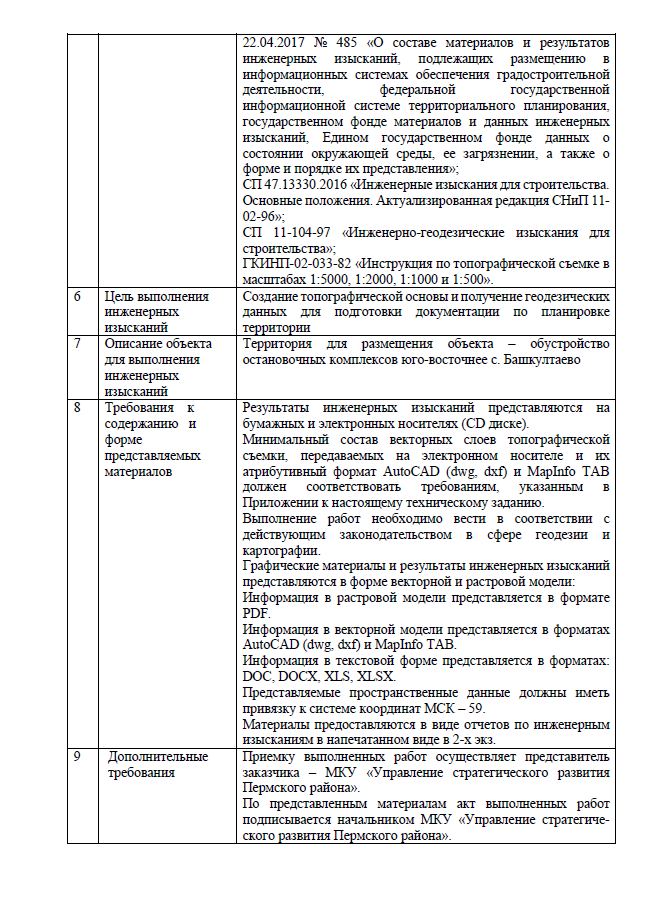 22.04.2017 № 485 «О составе материалов и результатов
инженерных изысканий, подлежащих размещению в
информационных системах обеспечения градостроительной
деятельности, федеральной государственной
информационной системе территориального планирования,
государственном фонде материалов и данных инженерных
изысканий, Едином государственном фонде данных о
состоянии окружающей среды, ее загрязнении, а также о
форме и порядке их представления»;
СП 47.13330.2016 «Инженерные изыскания для строительства.
Основные положения. Актуализированная редакция СНиП 11-
02-96»;
СП 11-104-97 «Инженерно-геодезические изыскания для
строительства»;
ГКИНП-02-033-82 «Инструкция по топографической съемке в
масштабах 1:5000, 1:2000, 1:1000 и 1:500».
6
Цель выполнения
инженерных
изысканий
Создание топографической основы и получение геодезических
данных для подготовки документации по планировке
территории
7
Описание объекта
для выполнения
инженерных
изысканий
Территория для размещения объекта – обустройство
остановочных комплексов юго-восточнее с. Башкултаево
8
Требования к
содержанию и
форме
представляемых
материалов
Результаты инженерных изысканий представляются на
бумажных и электронных носителях (CD диске).
Минимальный состав векторных слоев топографической
съемки, передаваемых на электронном носителе и их
атрибутивный формат AutoCAD (dwg, dxf) и MapInfo TAB
должен соответствовать требованиям, указанным в
Приложении к настоящему техническому заданию.
Выполнение работ необходимо вести в соответствии с
действующим законодательством в сфере геодезии и
картографии.
Графические материалы и результаты инженерных изысканий
представляются в форме векторной и растровой модели:
Информация в растровой модели представляется в формате
PDF.
Информация в векторной модели представляется в форматах
AutoCAD (dwg, dxf) и MapInfo TAB.
Информация в текстовой форме представляется в форматах:
DOC, DOCX, XLS, XLSX.
Представляемые пространственные данные должны иметь
привязку к системе координат МСК – 59.
Материалы предоставляются в виде отчетов по инженерным
изысканиям в напечатанном виде в 2-х экз.
9
Дополнительные
требования
Приемку выполненных работ осуществляет представитель
заказчика – МКУ «Управление стратегического развития
Пермского района».
По представленным материалам акт выполненных работ
подписывается начальником МКУ «Управление стратегиче-
ского развития Пермского района».